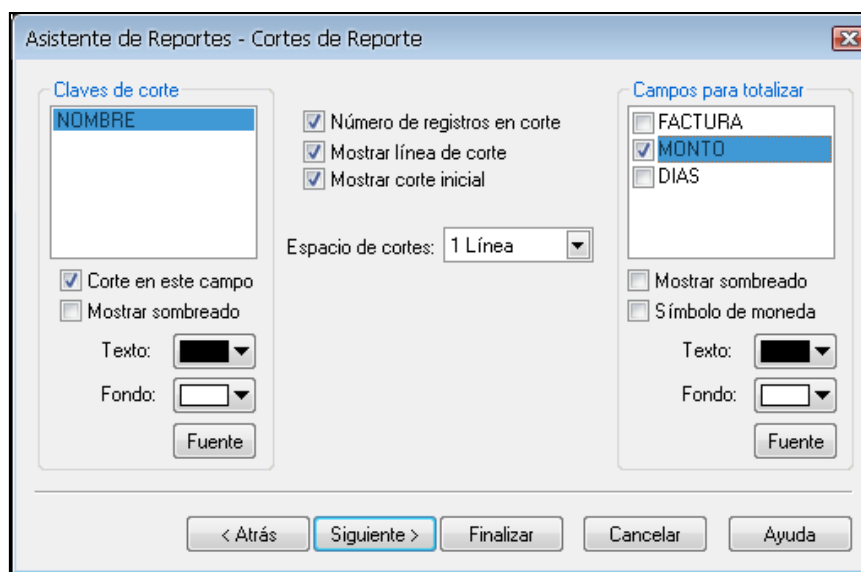 Asistente de Reportes - Cortes de Reporte
Claves de corte
NOMBRE
Corte en este campo
Mostrar sombreado
Texto:
Fondo:
Fuente
Número de registros en corte
Mostrar línea de corte
Mostrar corte inicial
Espacio de cortes: 1 Línea
Campos para totalizar
FACTURA
MONTO
DIAS
Mostrar sombreado
Símbolo de moneda
Texto:
Fondo:
Fuente
< Atrás Siguiente > Finalizar Cancelar Ayuda